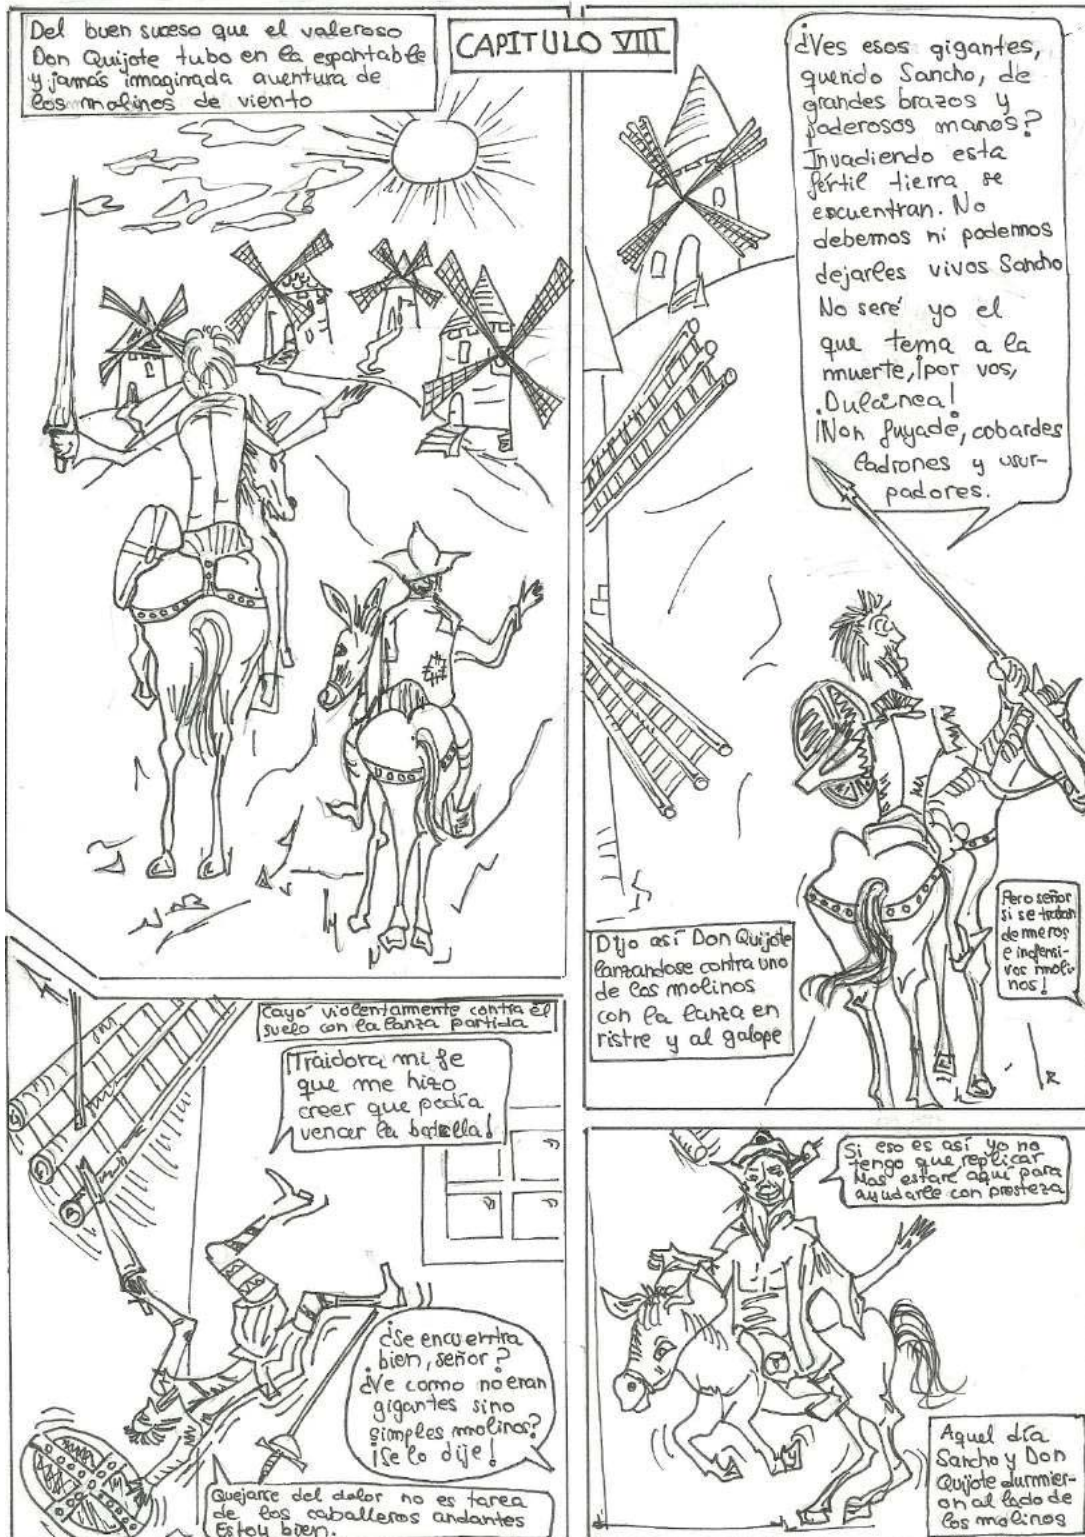 Del buen suceso que el valeroso
Don Quijote tubo en la espantable
y jamás imaginada aventura de
los molinos de viento
CAPITULO VIII
¿Ves esos gigantes,
querido Sancho, de
grandes brazos y
poderosos manos?
Invadiendo esta
fértil tierra se
encuentran. No
debemos ni podemos
dejarles vivos Sancho
No seré yo el
que tema a la
muerte, ¡por vos,
Dulcinea!
¡Non fuyade, cobardes
ladrones y usur-
padores.
Pero señor
si se tratan
de meros
e inofensi-
vos moli-
nos!
Dijo así Don Quijote
lanzandose contra uno
de los molinos
con la lanza en
ristre y al galope
Cayó violentamente contra el
suelo con la lanza partida
¡Traidora mi fe
que me hizo
creer que podía
vencer la batalla!
¿Se encuentra
bien, señor?
¿Ve como no eran
gigantes sino
simples molinos?
¡Se lo dije!
Quejarse del dolor no es tarea
de los caballeros andantes
Estoy bien.
Si eso es así yo no
tengo que replicar
Mas estaré aquí para
ayudarle con presteza
Aquel día
Sancho y Don
Quijote durmier-
on al lado de
los molinos